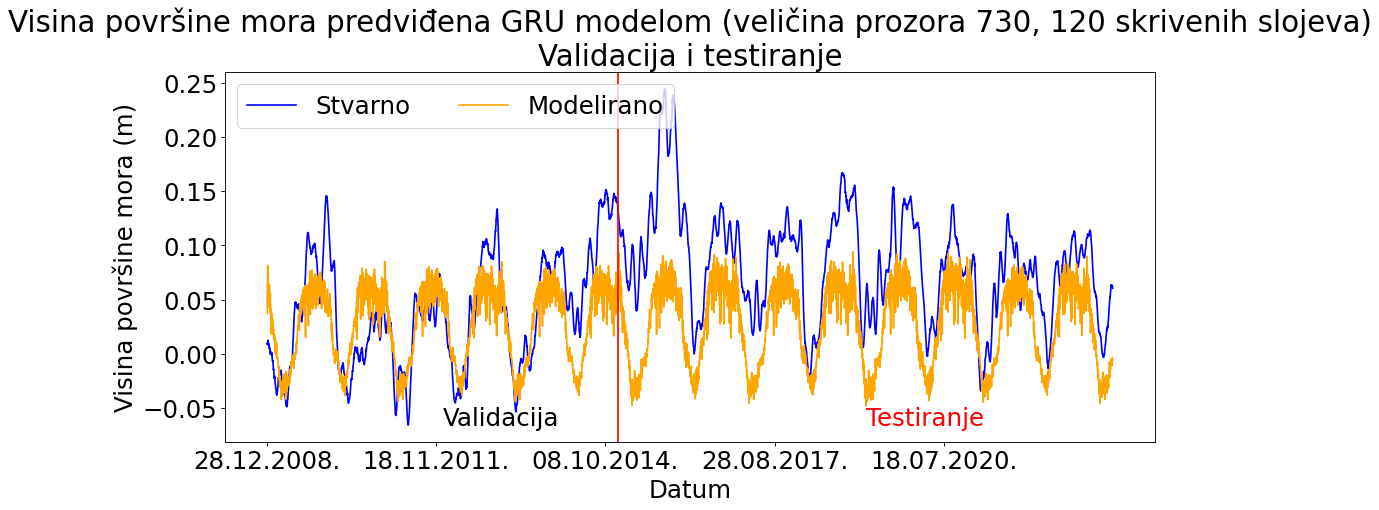 Visina površine mora predviđena GRU modelom (veličina prozora 730, 120 skrivenih slojeva)
Validacija i testiranje
Stvarno
Modelirano
Visina površine mora (m)
0.25
0.20
0.15
0.10
0.05
0.00
−0.05
Validacija
Testiranje
28.12.2008.
18.11.2011.
08.10.2014.
28.08.2017.
18.07.2020.
Datum